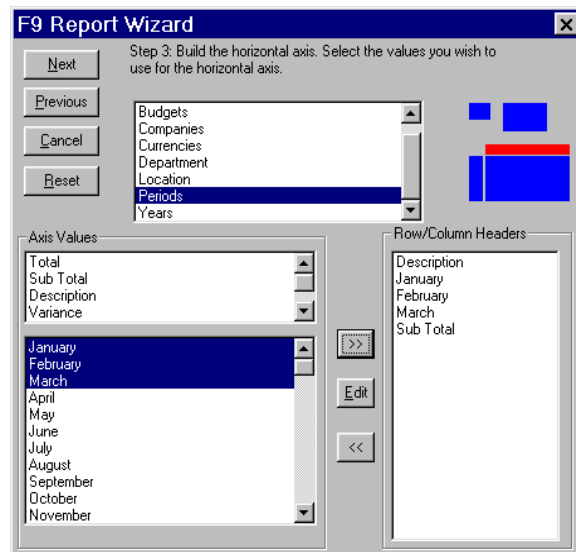 F9 Report Wizard
Step 3: Build the horizontal axis. Select the values you wish to
use for the horizontal axis.
Next
Previous
Cancel
Reset
Budgets
Companies
Currencies
Department
Location
Periods
Years
Axis Values
Total
Sub Total
Description
Variance
January
February
March
April
May
June
July
August
September
October
November
>>
Edit
<<
Row/Column Headers
Description
January
February
March
Sub Total